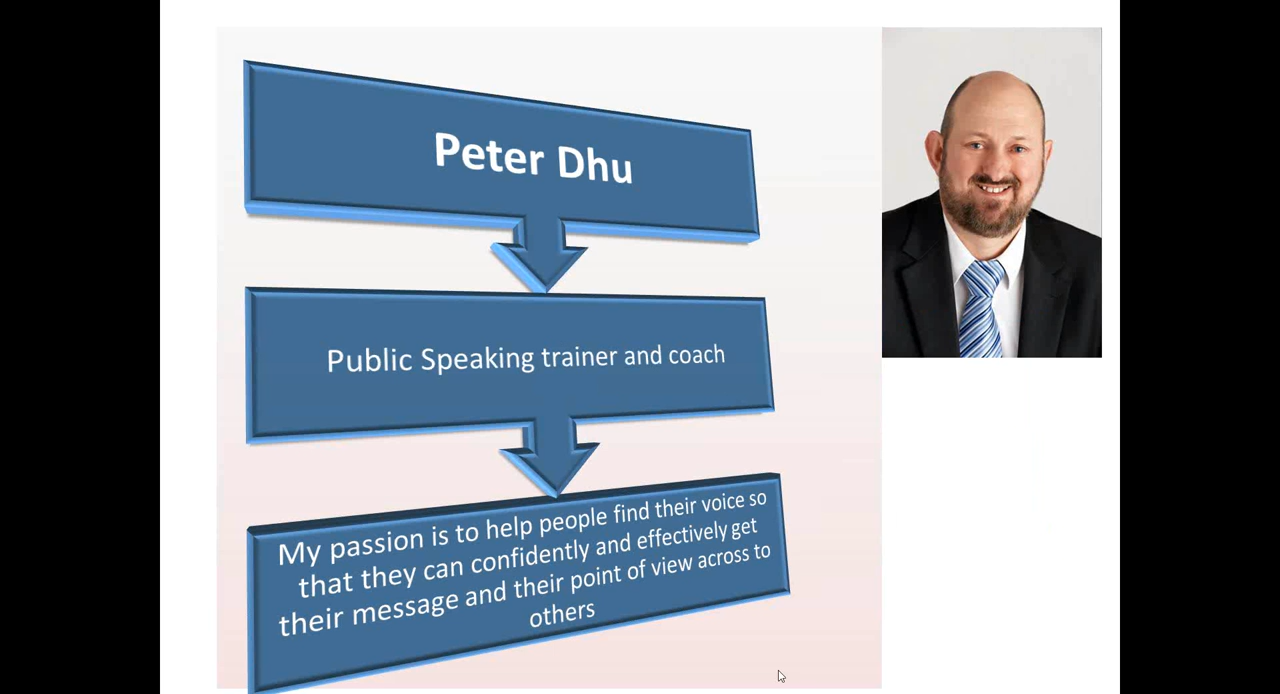 Peter Dhu
Public Speaking trainer and coach
My passion is to help people find their voice so
that they can confidently and effectively get
their message and their point of view across to
others